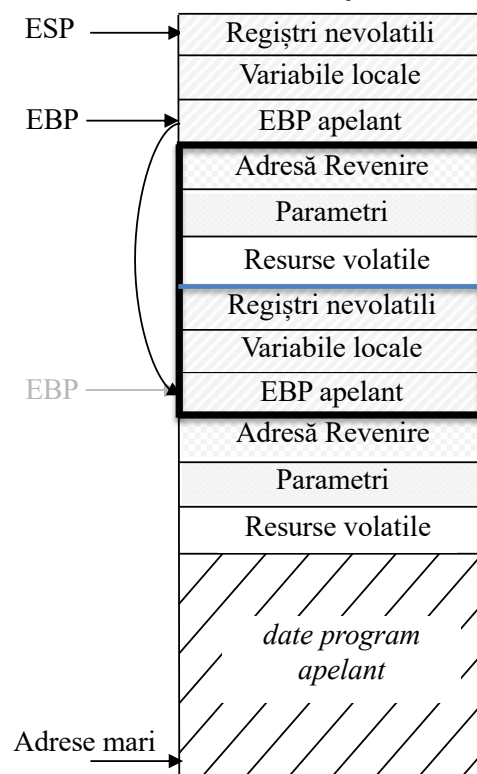 ESP
Regiștri nevolatili
Variabile locale
EBP
EBP apelant
Adresă Revenire
Parametri
Resurse volatile
Regiștri nevolatili
Variabile locale
EBP
EBP apelant
Adresă Revenire
Parametri
Resurse volatile
date program
apelant
Adrese mari